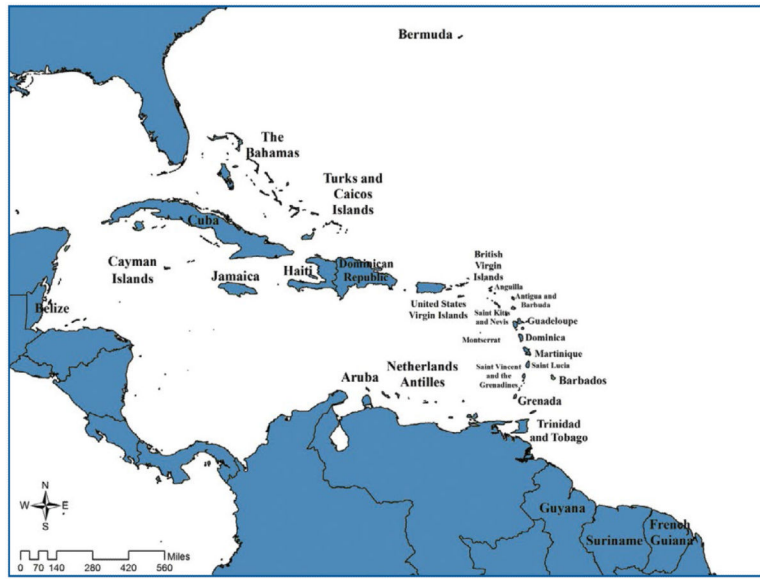 Bermuda
The
Bahamas
Turks and
Caicos
Islands
Cuba
Cayman
Islands
Jamaica
Haiti
Dominican
Republic
British
Virgin
Islands
Anguilla
United States
Virgin Islands
Antigua and
Barbuda
Saint Kitts
and Nevis
Guadeloupe
Montserrat
Dominica
Martinique
Saint Lucia
Saint Vincent
and the
Grenadines
Barbados
Grenada
Belize
Aruba
Netherlands
Antilles
Trinidad
and Tobago
Guyana
Suriname
French
Guiana
N
W E
S
Miles
0 70 140 280 420 560